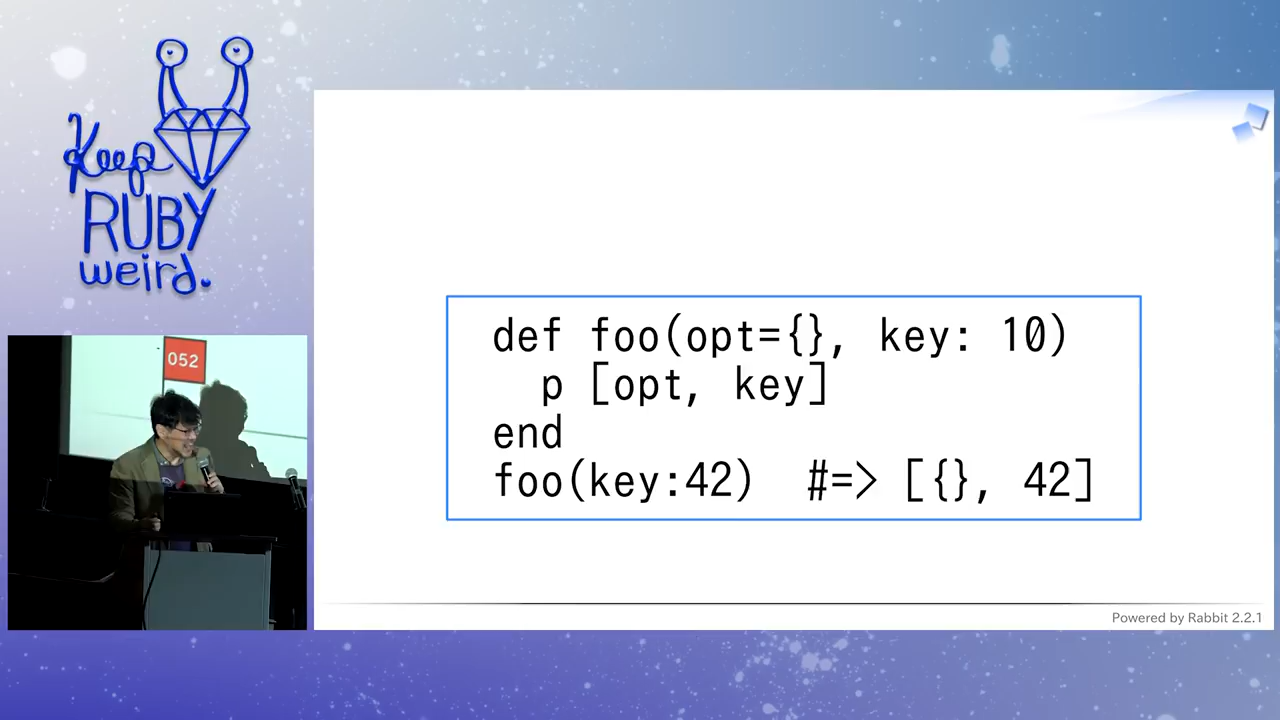 Keep
RUBY
weird.
052
def foo(opt={}, key: 10)
  p [opt, key]
end
foo(key:42)  #=> [{}, 42]
Powered by Rabbit 2.2.1